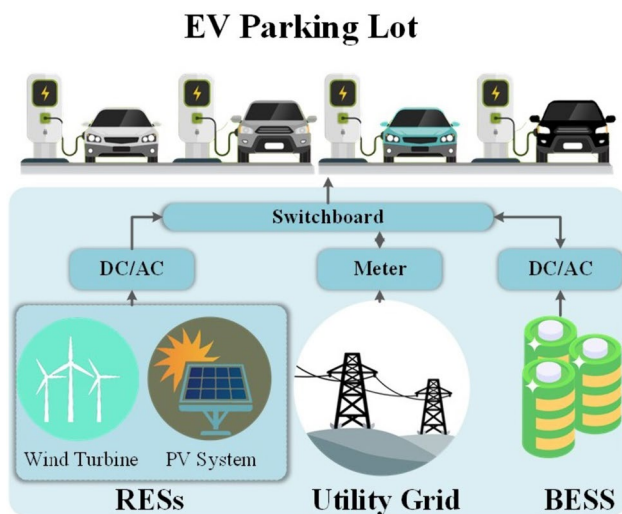 EV Parking Lot
Switchboard
DC/AC
Meter
DC/AC
Wind Turbine
PV System
RESs
Utility Grid
BESS